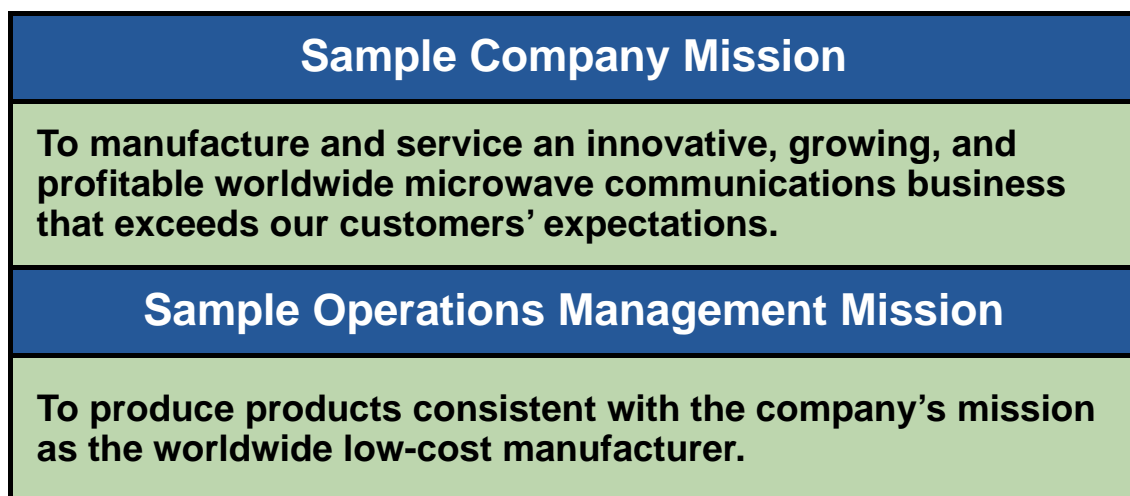 Sample Company Mission
To manufacture and service an innovative, growing, and
profitable worldwide microwave communications business
that exceeds our customers’ expectations.
Sample Operations Management Mission
To produce products consistent with the company’s mission
as the worldwide low-cost manufacturer.